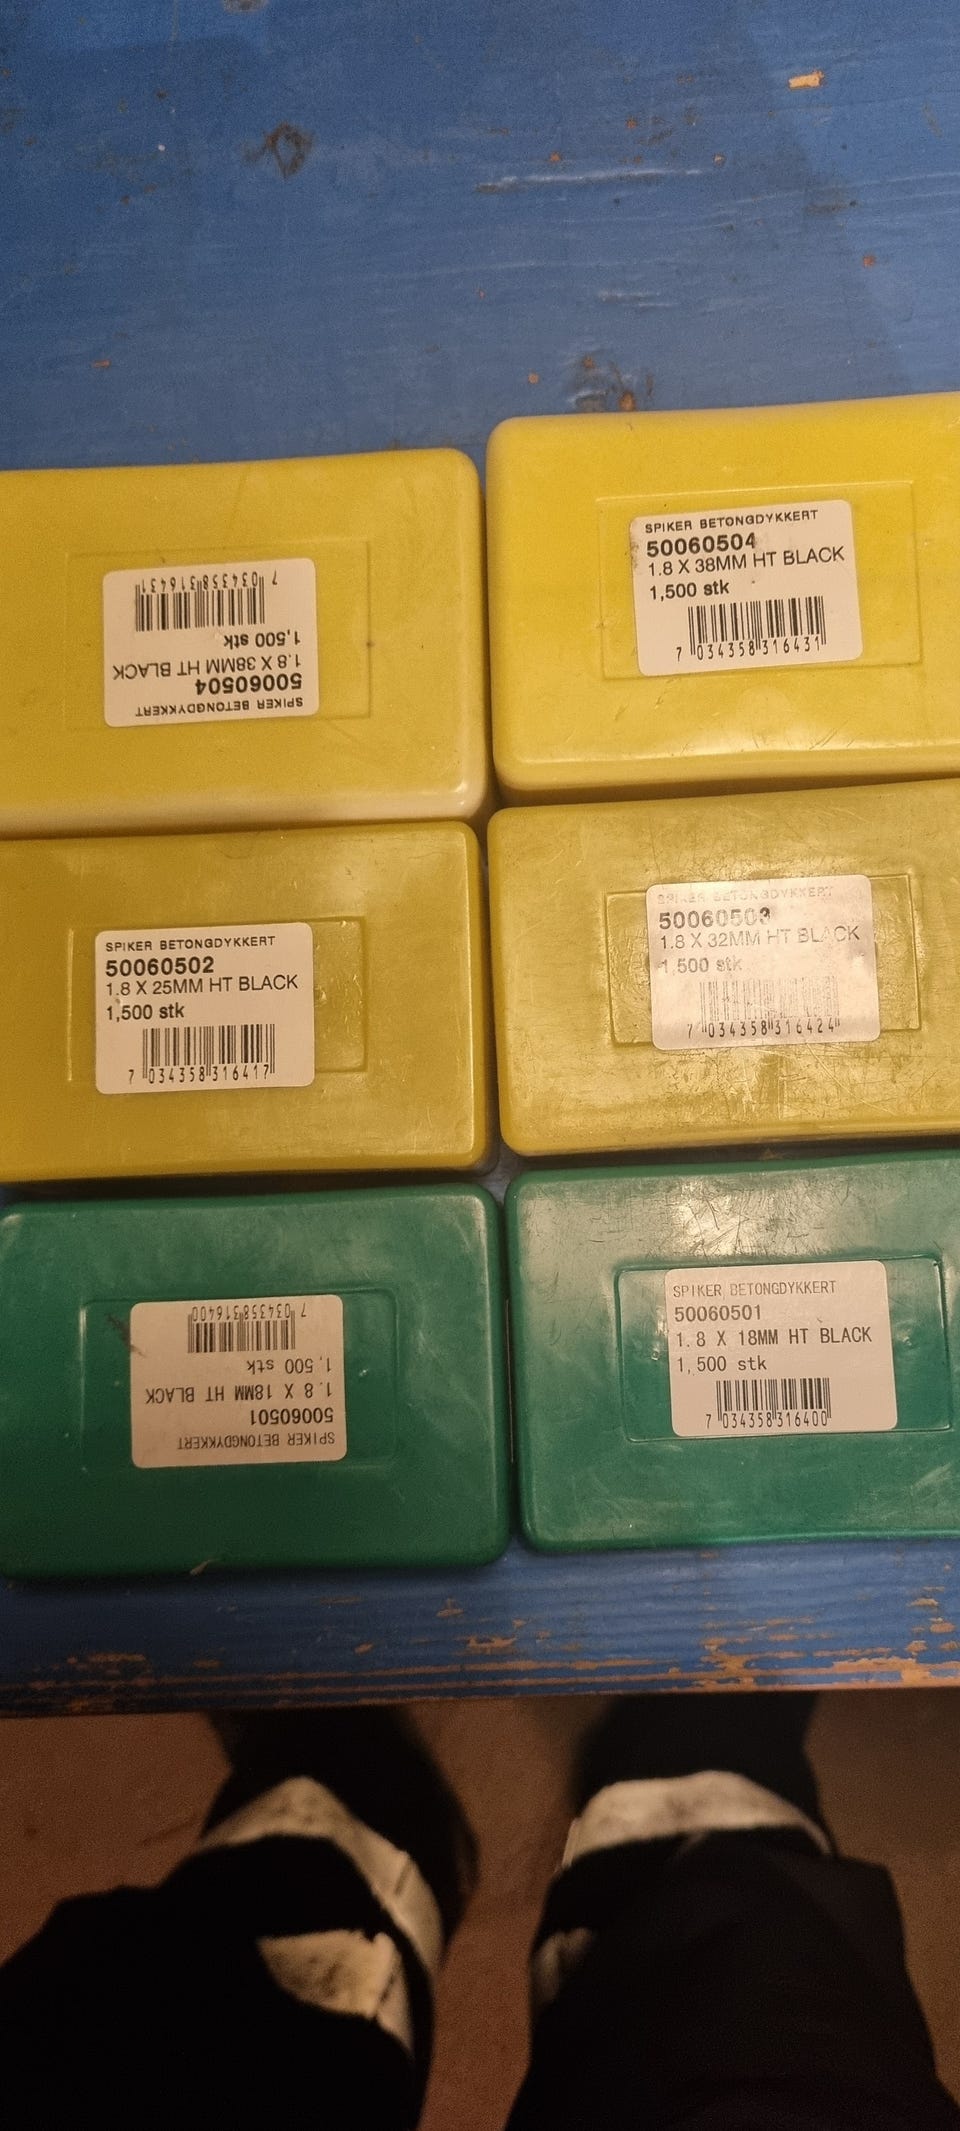 SPIKER BETONGDYKKERT
50060504
1.8 X 38MM HT BLACK
1,500 stk
7 034358 316431
SPIKER BETONGDYKKERT
50060504
1.8 X 38MM HT BLACK
1,500 stk
7 034358 316431
SPIKER BETONGDYKKERT
50060502
1.8 X 25MM HT BLACK
1,500 stk
7 034358 316417
SPIKER BETONGDYKKERT
50060503
1.8 X 32MM HT BLACK
1,500 stk
7 034358 316424
SPIKER BETONGDYKKERT
50060501
1.8 X 18MM HT BLACK
1,500 stk
7 034358 316400
SPIKER BETONGDYKKERT
50060501
1.8 X 18MM HT BLACK
1,500 stk
7 034358 316400